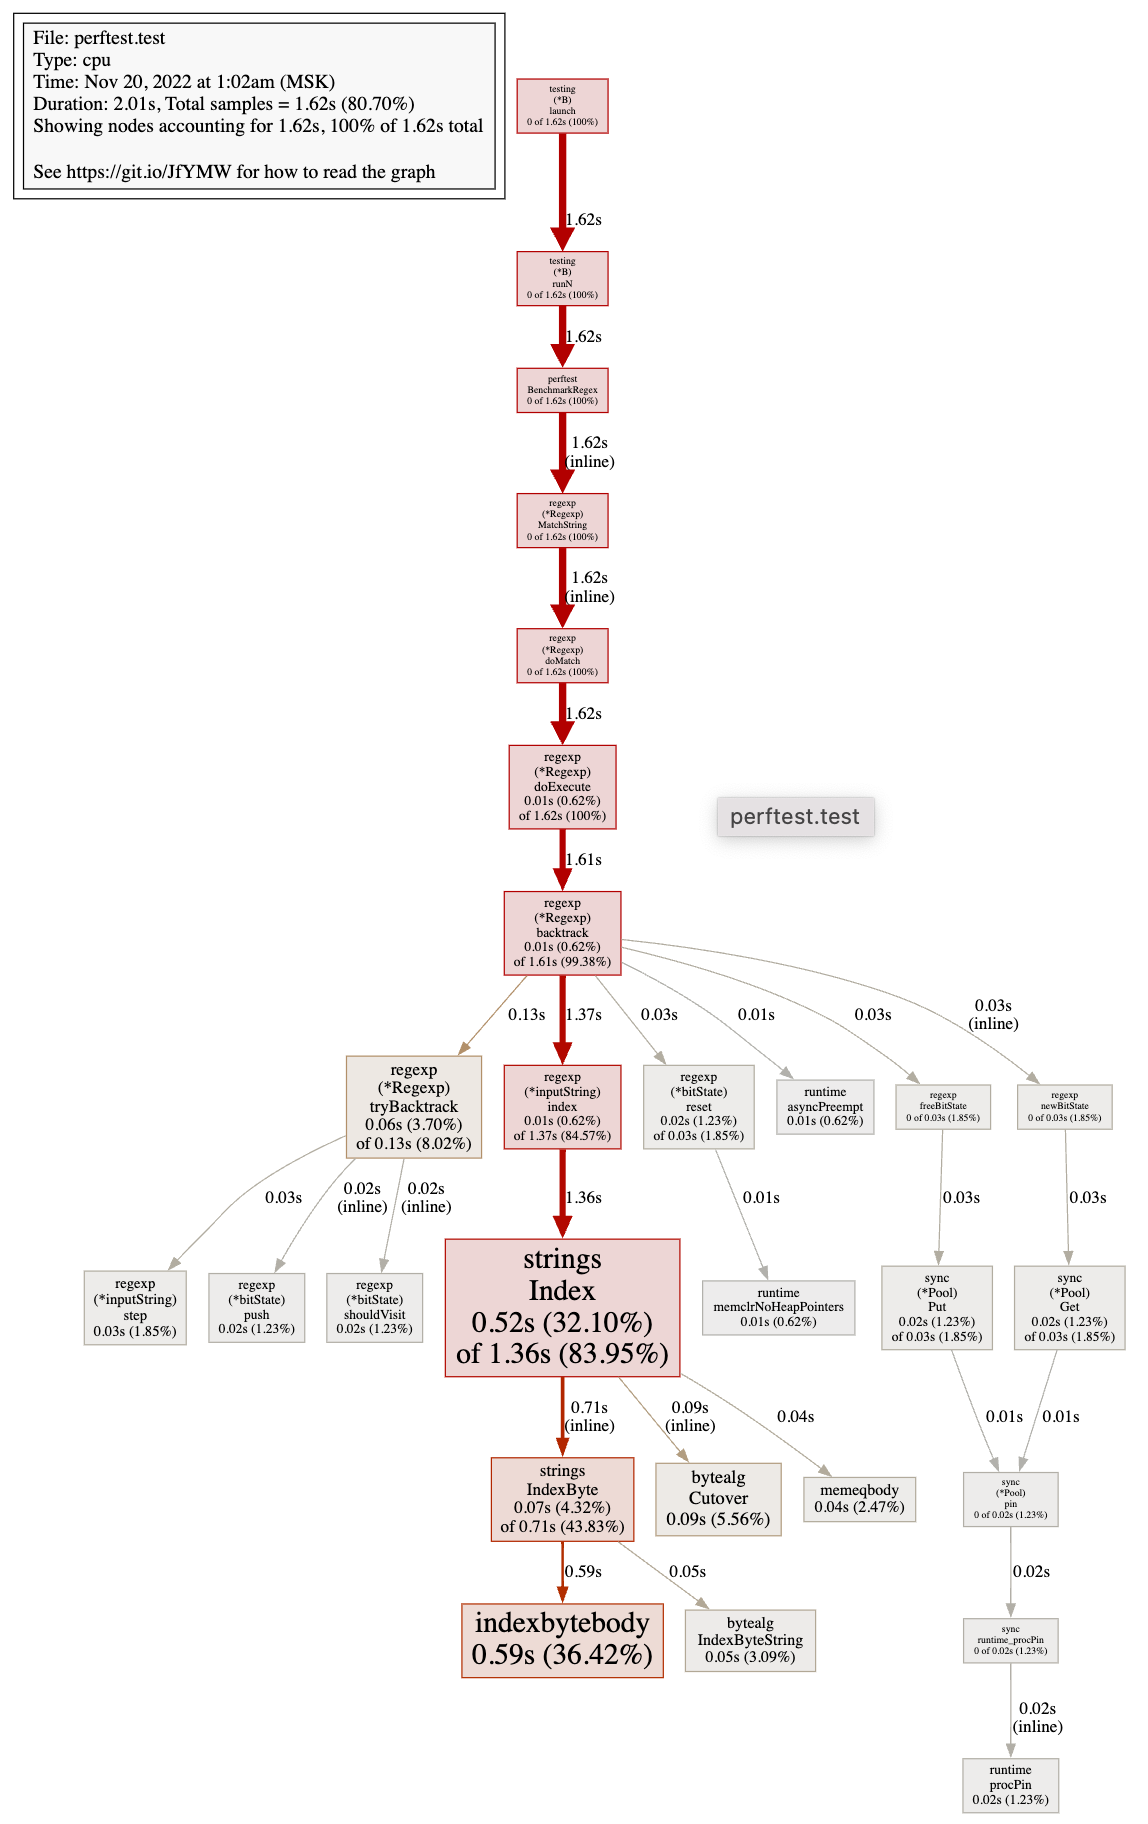 File: perftest.test
Type: cpu
Time: Nov 20, 2022 at 1:02am (MSK)
Duration: 2.01s, Total samples = 1.62s (80.70%)
Showing nodes accounting for 1.62s, 100% of 1.62s total
See https://git.io/JfYMW for how to read the graph
testing
(*B)
launch
0 of 1.62s (100%)
1.62s
testing
(*B)
runN
0 of 1.62s (100%)
1.62s
perftest
BenchmarkRegex
0 of 1.62s (100%)
1.62s
(inline)
regexp
(*Regexp)
MatchString
0 of 1.62s (100%)
1.62s
(inline)
regexp
(*Regexp)
doMatch
0 of 1.62s (100%)
1.62s
regexp
(*Regexp)
doExecute
0.01s (0.62%)
of 1.62s (100%)
perftest.test
1.61s
regexp
(*Regexp)
backtrack
0.01s (0.62%)
of 1.61s (99.38%)
0.13s
1.37s
0.03s
0.01s
0.03s
0.03s
(inline)
regexp
(*Regexp)
tryBacktrack
0.06s (3.70%)
of 0.13s (8.02%)
regexp
(*inputString)
index
0.01s (0.62%)
of 1.37s (84.57%)
regexp
(*bitState)
reset
0.02s (1.23%)
of 0.03s (1.85%)
runtime
asyncPreempt
0.01s (0.62%)
regexp
freeBitState
0 of 0.03s (1.85%)
regexp
newBitState
0 of 0.03s (1.85%)
0.03s
0.02s
(inline)
0.02s
(inline)
1.36s
0.01s
0.03s
0.03s
regexp
(*inputString)
step
0.03s (1.85%)
regexp
(*bitState)
push
0.02s (1.23%)
regexp
(*bitState)
shouldVisit
0.02s (1.23%)
strings
Index
0.52s (32.10%)
of 1.36s (83.95%)
runtime
memclrNoHeapPointers
0.01s (0.62%)
sync
(*Pool)
Put
0.02s (1.23%)
of 0.03s (1.85%)
sync
(*Pool)
Get
0.02s (1.23%)
of 0.03s (1.85%)
0.71s
(inline)
0.09s
(inline)
0.04s
0.01s
0.01s
strings
IndexByte
0.07s (4.32%)
of 0.71s (43.83%)
bytealg
Cutover
0.09s (5.56%)
memeqbody
0.04s (2.47%)
sync
(*Pool)
pin
0 of 0.02s (1.23%)
0.59s
0.05s
0.02s
indexbytebody
0.59s (36.42%)
bytealg
IndexByteString
0.05s (3.09%)
sync
runtime_procPin
0 of 0.02s (1.23%)
0.02s
(inline)
runtime
procPin
0.02s (1.23%)